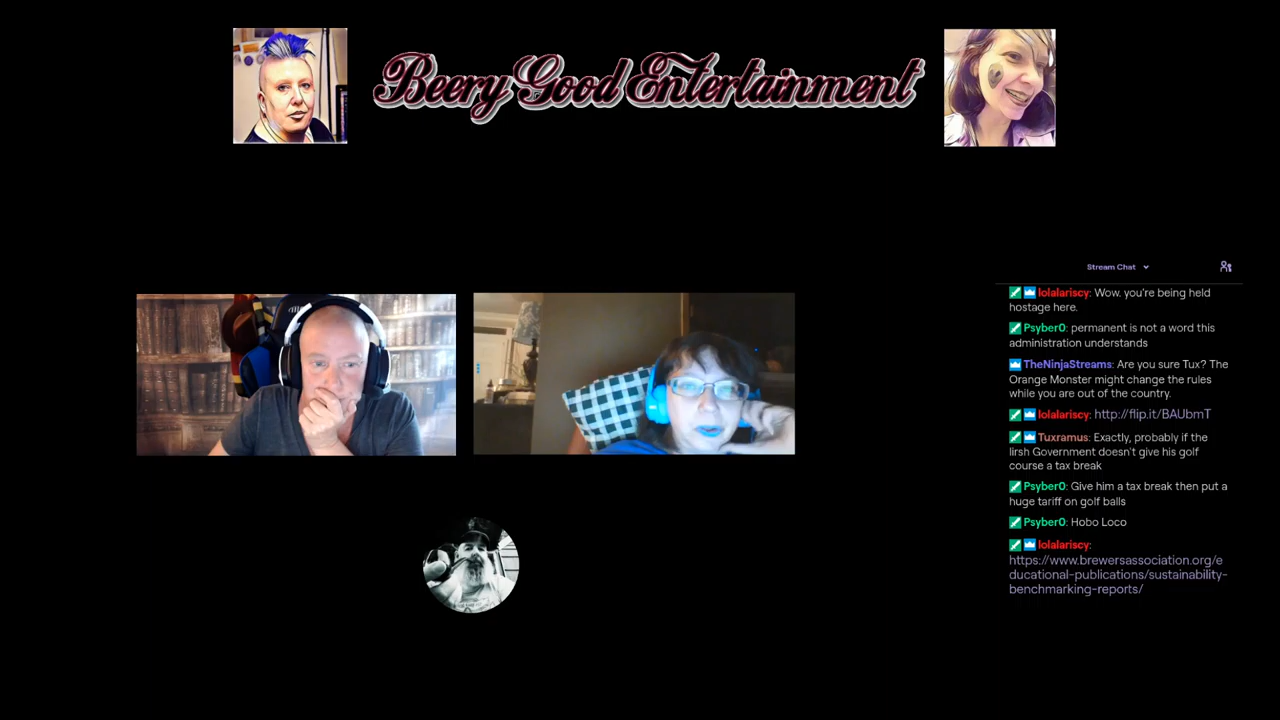 Beery Good Entertainment
Stream Chat
lolalariscy: Wow. you're being held
hostage here.
Psyber0: permanent is not a word this
administration understands
TheNinjaStreams: Are you sure Tux? The
Orange Monster might change the rules
while you are out of the country.
lolalariscy: http://flip.it/BAUbmT
Tuxramus: Exactly, probably if the
Iirsh Government doesn't give his golf
course a tax break
Psyber0: Give him a tax break then put a
huge tariff on golf balls
Psyber0: Hobo Loco
lolalariscy:
https://www.brewersassociation.org/e
ducational-publications/sustainability-
benchmarking-reports/